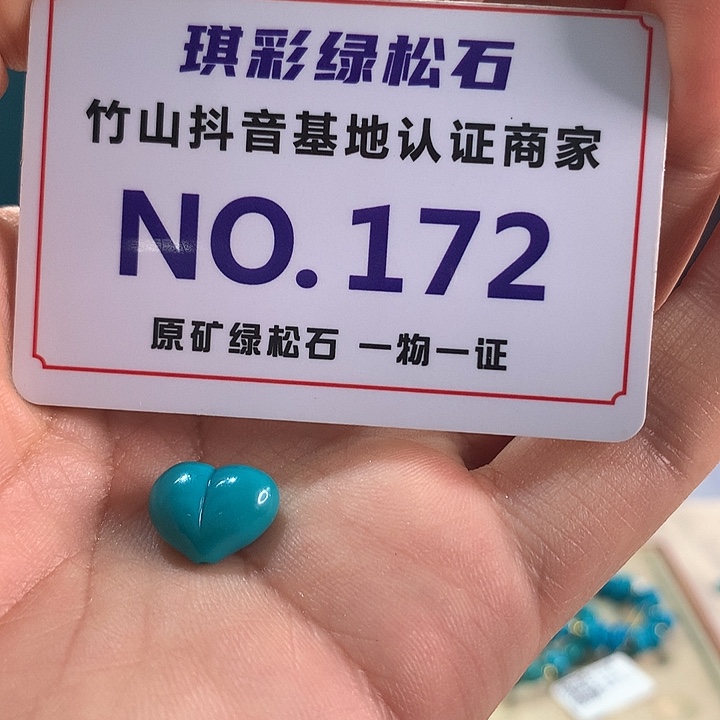 琪彩绿松石
竹山抖音基地认证商家
NO.172
原矿绿松石 一物一证